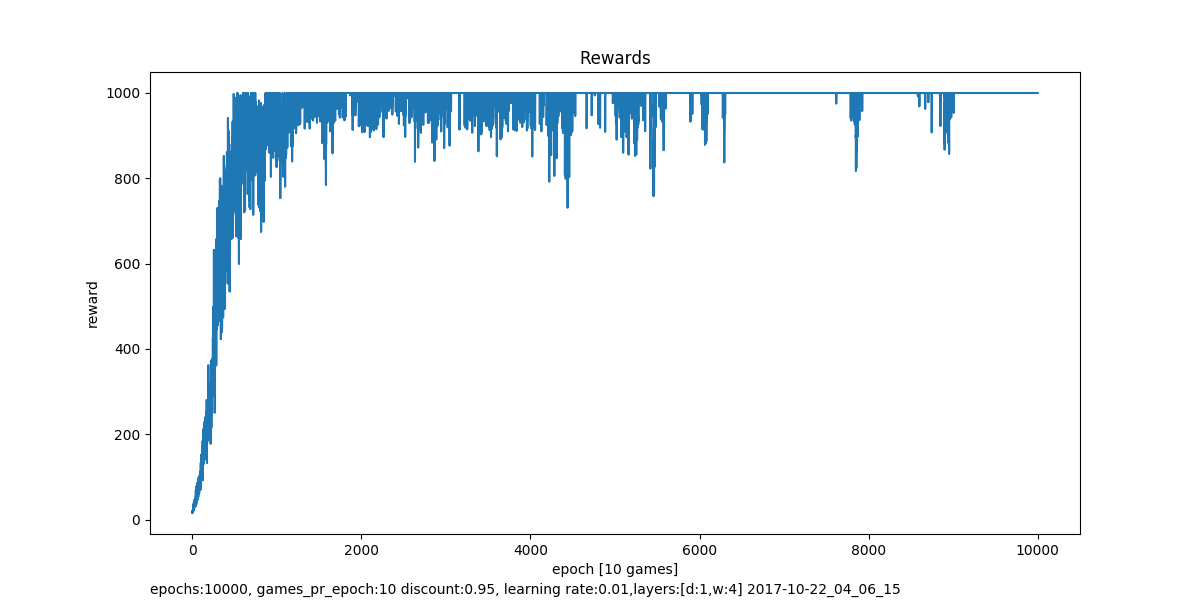 Rewards
1000
800
600
400
200
0
reward
0 2000 4000 6000 8000 10000
epoch [10 games]
epochs:10000, games_pr_epoch:10 discount:0.95, learning rate:0.01,layers:[d:1,w:4] 2017-10-22_04_06_15